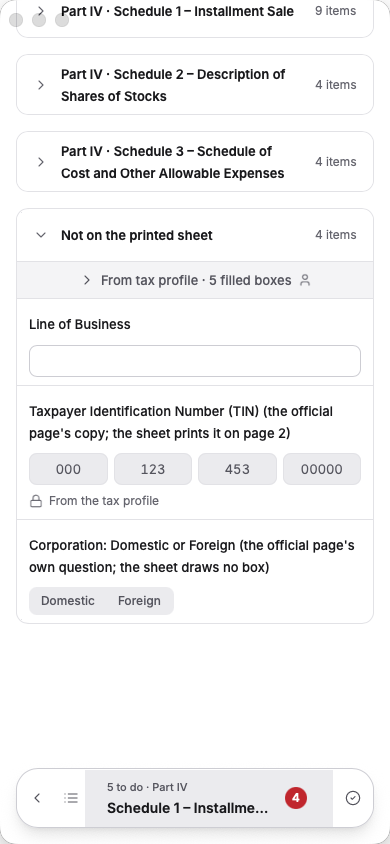 Part IV · Schedule 1 – Installment Sale 9 items
Part IV · Schedule 2 – Description of
Shares of Stocks
4 items
Part IV · Schedule 3 – Schedule of
Cost and Other Allowable Expenses
4 items
Not on the printed sheet 4 items
From tax profile · 5 filled boxes
Line of Business
Taxpayer Identification Number (TIN) (the official
page's copy; the sheet prints it on page 2)
000 123 453 00000
From the tax profile
Corporation: Domestic or Foreign (the official page's
own question; the sheet draws no box)
Domestic Foreign
5 to do · Part IV
Schedule 1 – Installme...
4